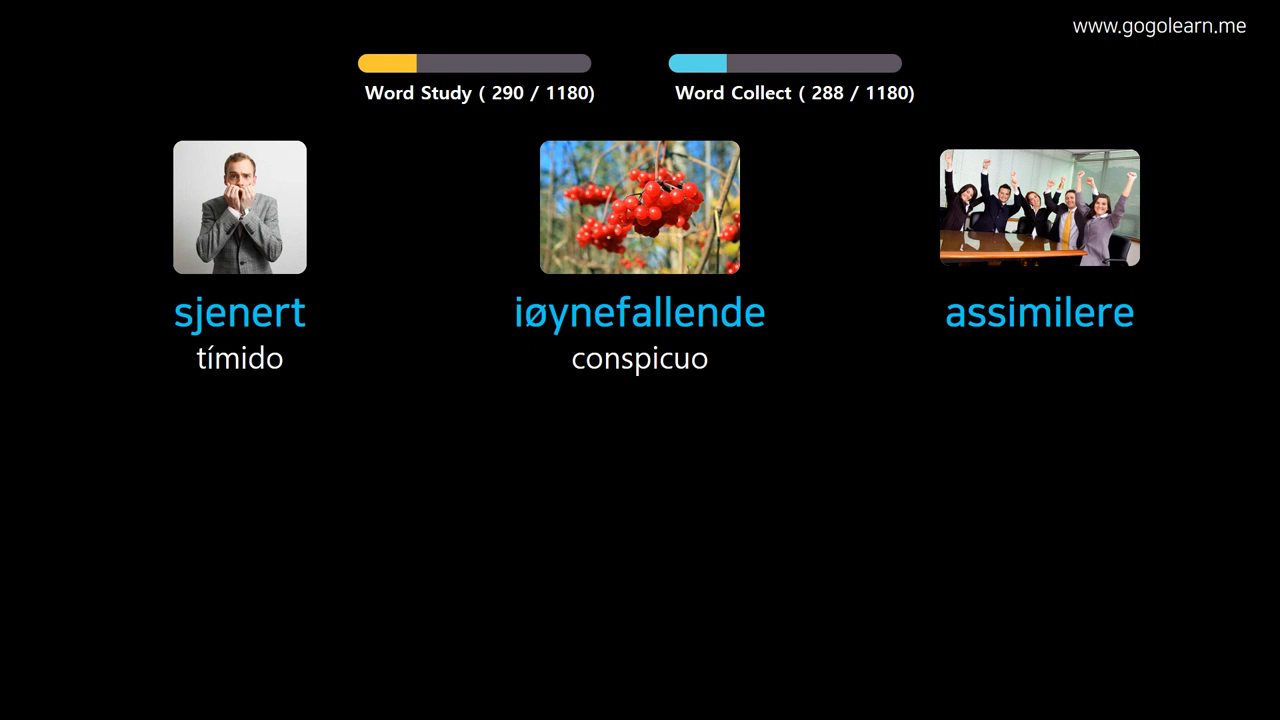 www.gogolearn.me
Word Study ( 290 / 1180)
Word Collect ( 288 / 1180)
sjenert
iøynefallende
assimilere
tímido
conspicuo